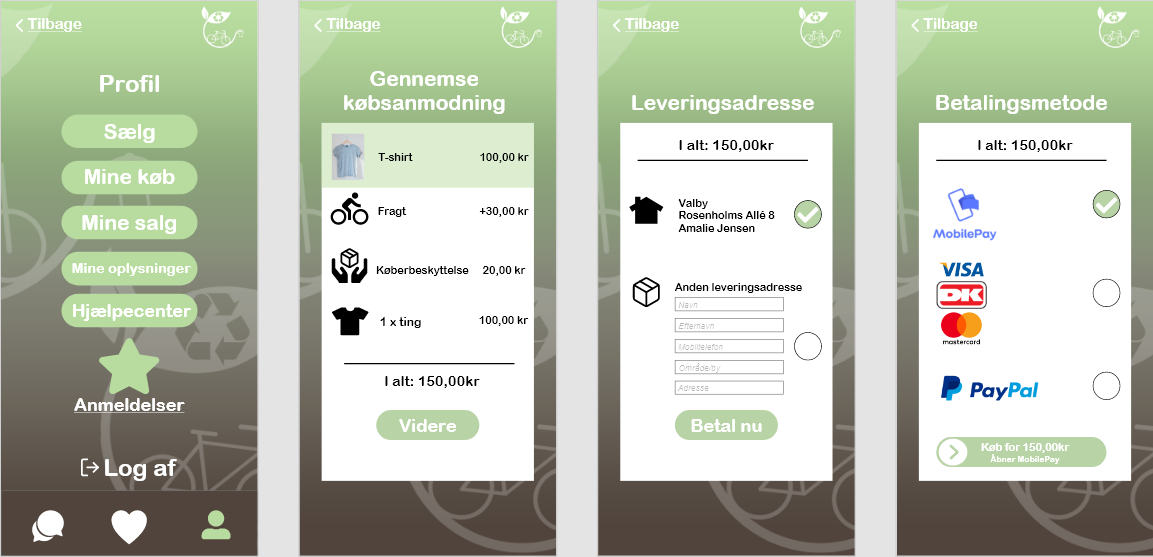 Tilbage
Profil
Sælg
Mine køb
Mine salg
Mine oplysninger
Hjælpecenter
Anmeldelser
Log af
Tilbage
Gennemse
købsanmodning
T-shirt 100,00 kr
Fragt +30,00 kr
Køberbeskyttelse 20,00 kr
1 x ting 100,00 kr
I alt: 150,00kr
Videre
Tilbage
Leveringsadresse
I alt: 150,00kr
Valby
Rosenholms Allé 8
Amalie Jensen
Anden leveringsadresse
Navn
Efternavn
Mobiltelefon
Område/by
Adresse
Betal nu
Tilbage
Betalingsmetode
I alt: 150,00kr
MobilePay
VISA
DK
mastercard
PayPal
Køb for 150,00kr
Åbner MobilePay